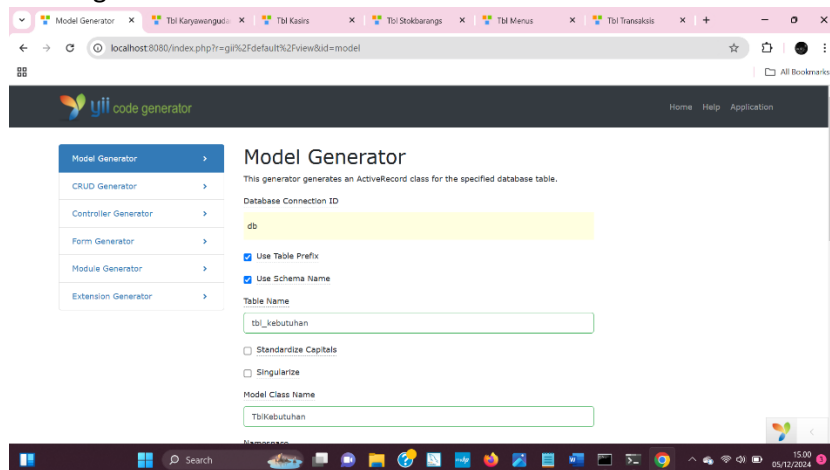 Model Generator
Tbl Karyawanguda
Tbl Kasirs
Tbl Stokbarangs
Tbl Menus
Tbl Transaksis
localhost:8080/index.php?r=gii%2Fdefault%2Fview&id=model
All Bookmarks
yii code generator
Home Help Application
Model Generator
CRUD Generator
Controller Generator
Form Generator
Module Generator
Extension Generator
Model Generator
This generator generates an ActiveRecord class for the specified database table.
Database Connection ID
db
Use Table Prefix
Use Schema Name
Table Name
tbl_kebutuhan
Standardize Capitals
Singularize
Model Class Name
TblKebutuhan
Namespace
Search
15.00
05/12/2024